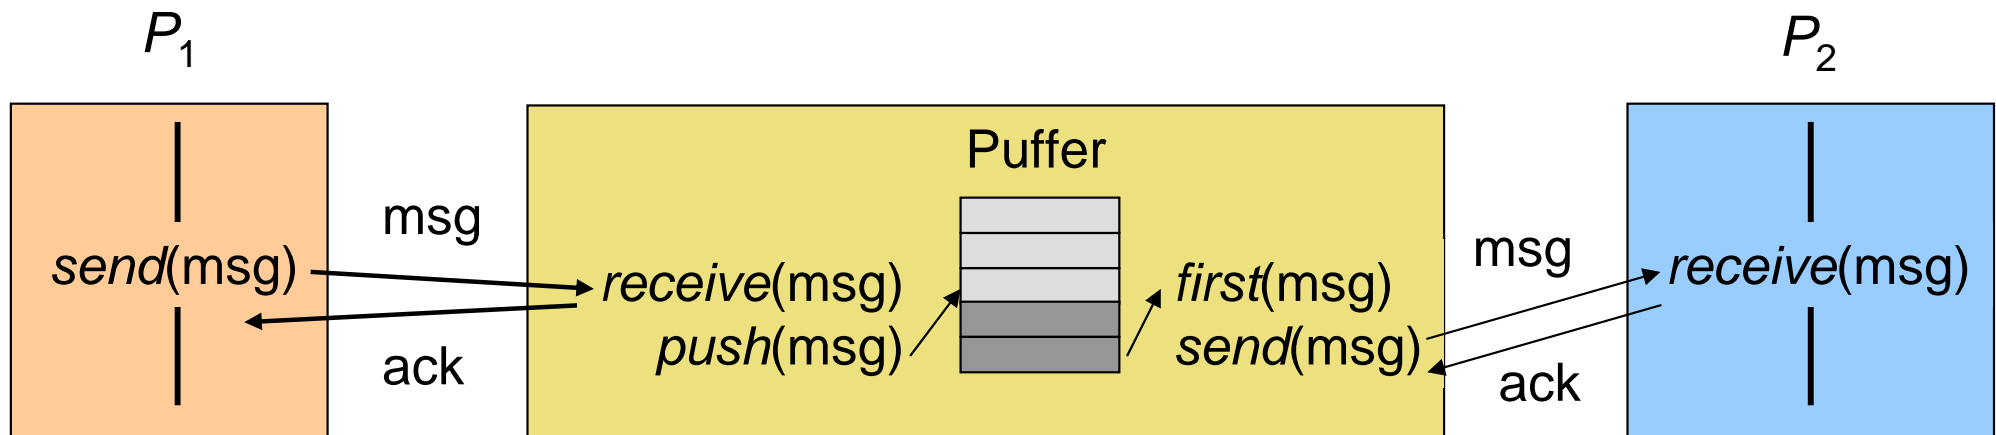 P1
P2
Puffer
msg
send(msg)
receive(msg)
push(msg)
ack
first(msg)
send(msg)
msg
ack
receive(msg)